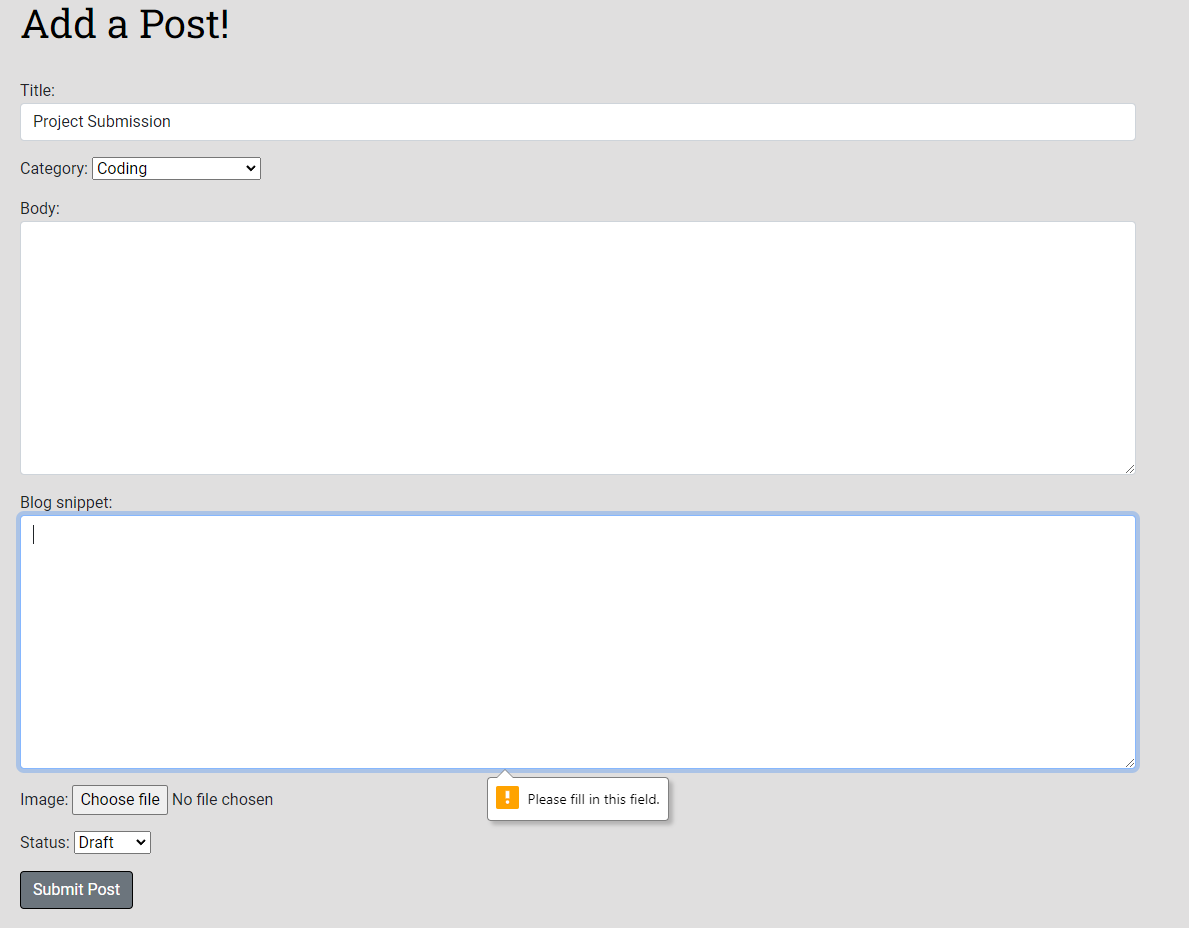 Add a Post!
Title:
Project Submission
Category: Coding
Body:
Blog snippet:
Image: Choose file No file chosen
Please fill in this field.
Status: Draft
Submit Post